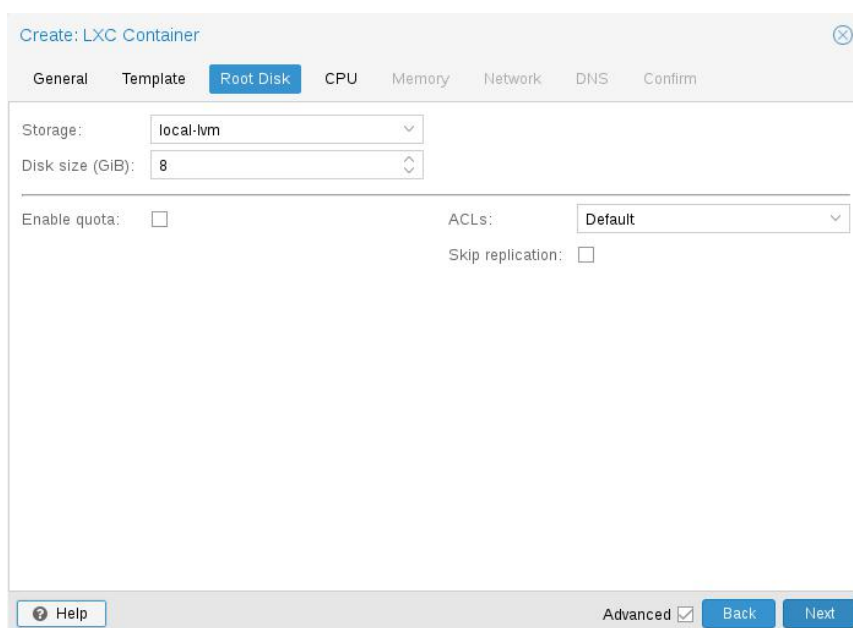 Create: LXC Container
General Template Root Disk CPU Memory Network DNS Confirm
Storage: local-lvm
Disk size (GiB): 8
Enable quota: ACLs: Default
Skip replication:
Help Advanced Back Next